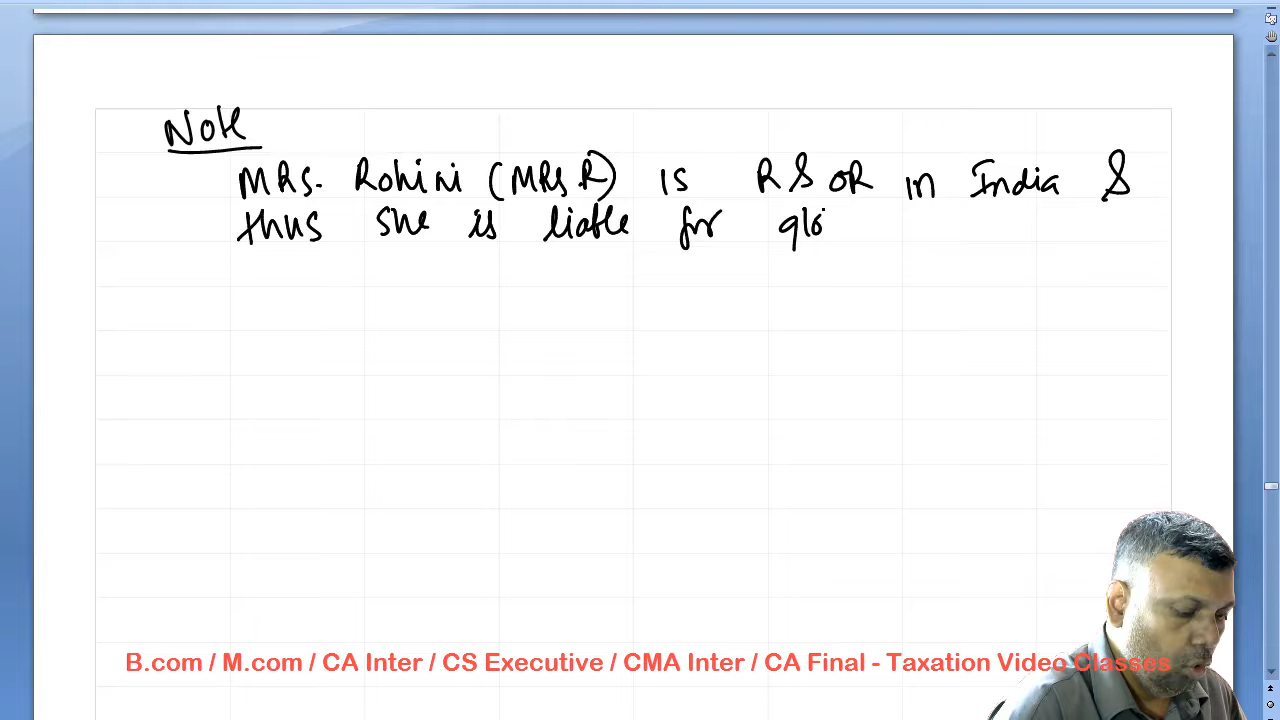 Note
MRS. Rohini (MRS R) is R & OR in India &
thus she is liable for glo
B.com / M.com / CA Inter / CS Executive / CMA Inter / CA Final - Taxation Video Classes